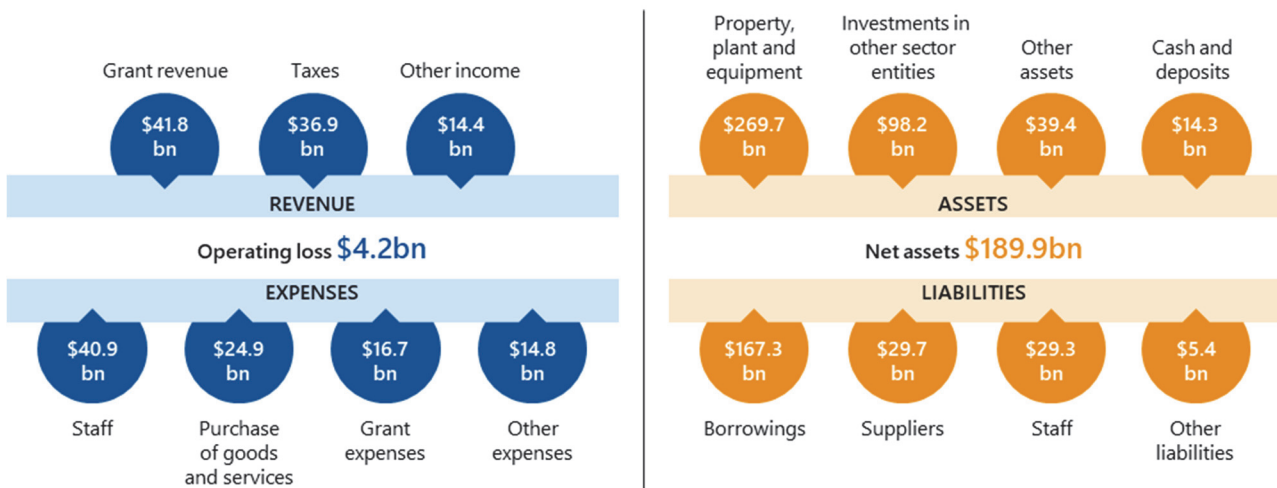 Grant revenue
Taxes
Other income
$41.8
bn
$36.9
bn
$14.4
bn
REVENUE
Operating loss $4.2bn
EXPENSES
$40.9
bn
$24.9
bn
$16.7
bn
$14.8
bn
Staff
Purchase
of goods
and services
Grant
expenses
Other
expenses
Property,
plant and
equipment
Investments in
other sector
entities
Other
assets
Cash and
deposits
$269.7
bn
$98.2
bn
$39.4
bn
$14.3
bn
ASSETS
Net assets $189.9bn
LIABILITIES
$167.3
bn
$29.7
bn
$29.3
bn
$5.4
bn
Borrowings
Suppliers
Staff
Other
liabilities